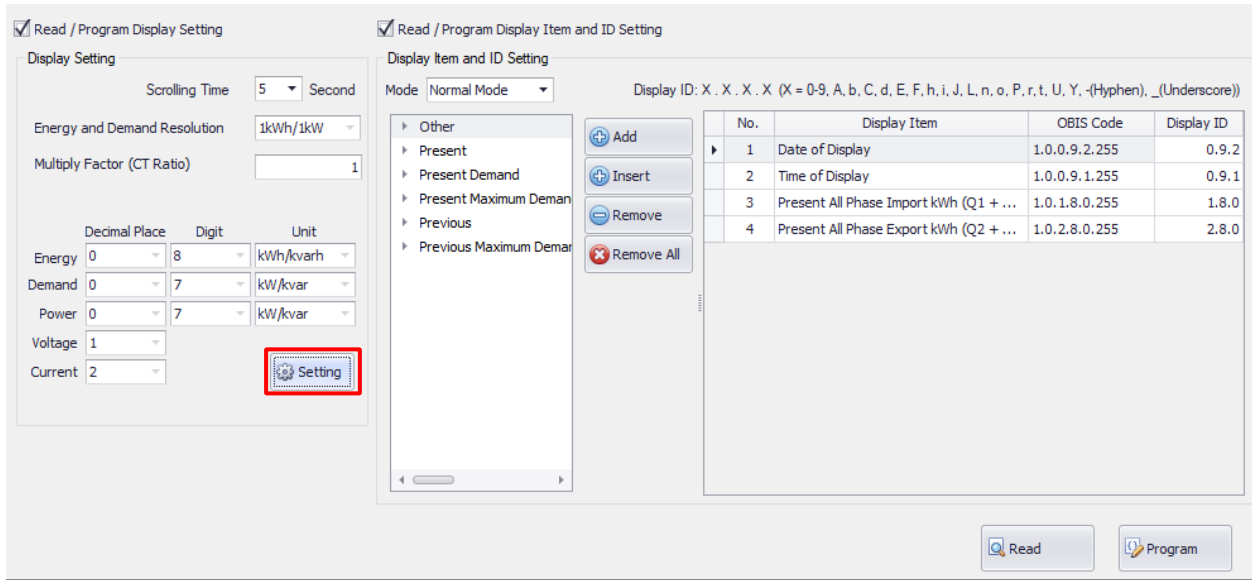 Read / Program Display Setting
Display Setting
Scrolling Time 5 Second
Energy and Demand Resolution 1kWh/1kW
Multiply Factor (CT Ratio) 1
Decimal Place Digit Unit
Energy 0 8 kWh/kvarh
Demand 0 7 kW/kvar
Power 0 7 kW/kvar
Voltage 1
Current 2
Setting
Read / Program Display Item and ID Setting
Display Item and ID Setting
Mode Normal Mode
Display ID: X . X . X . X (X = 0-9, A, b, C, d, E, F, h, i, J, L, n, o, P, r, t, U, Y, -(Hyphen), _(Underscore))
Other
Present
Present Demand
Present Maximum Deman
Previous
Previous Maximum Demar
Add
Insert
Remove
Remove All
No. Display Item OBIS Code Display ID
1 Date of Display 1.0.0.9.2.255 0.9.2
2 Time of Display 1.0.0.9.1.255 0.9.1
3 Present All Phase Import kWh (Q1 + ... 1.0.1.8.0.255 1.8.0
4 Present All Phase Export kWh (Q2 + ... 1.0.2.8.0.255 2.8.0
Read
Program